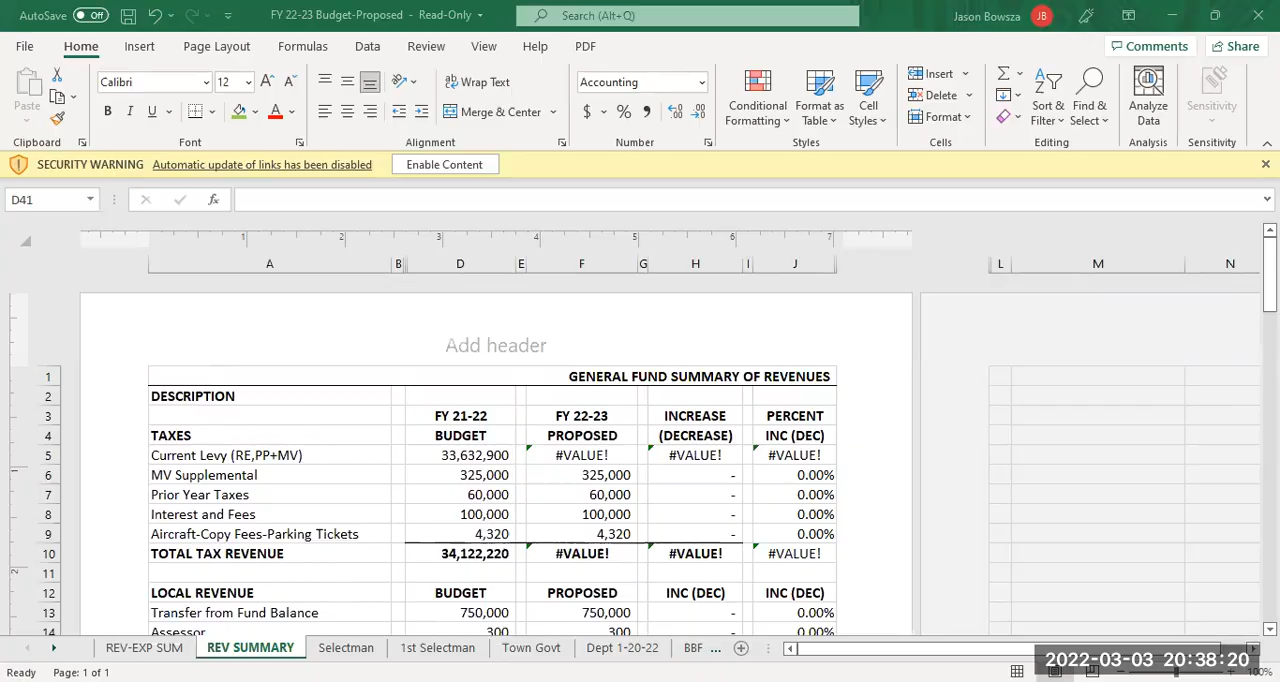 AutoSave Off FY 22-23 Budget-Proposed - Read-Only Search (Alt+Q) Jason Bowsza JB
File Home Insert Page Layout Formulas Data Review View Help PDF Comments Share
Calibri 12 A A Wrap Text Accounting Insert
Paste B I U A Merge & Center $ % Conditional Formatting Format as Table Cell Styles Delete Format Sort & Filter Find & Select Analyze Data Sensitivity
Clipboard Font Alignment Number Styles Cells Editing Analysis Sensitivity
SECURITY WARNING Automatic update of links has been disabled Enable Content
D41 fx
1 2 3 4 5 6 7
A B D E F G H I J L M N
Add header
1 GENERAL FUND SUMMARY OF REVENUES
2 DESCRIPTION
3 FY 21-22 FY 22-23 INCREASE PERCENT
4 TAXES BUDGET PROPOSED (DECREASE) INC (DEC)
5 Current Levy (RE,PP+MV) 33,632,900 #VALUE! #VALUE! #VALUE!
6 MV Supplemental 325,000 325,000 - 0.00%
7 Prior Year Taxes 60,000 60,000 - 0.00%
8 Interest and Fees 100,000 100,000 - 0.00%
9 Aircraft-Copy Fees-Parking Tickets 4,320 4,320 - 0.00%
10 TOTAL TAX REVENUE 34,122,220 #VALUE! #VALUE! #VALUE!
11
12 LOCAL REVENUE BUDGET PROPOSED INC (DEC) INC (DEC)
13 Transfer from Fund Balance 750,000 750,000 - 0.00%
14 Assessor 300 300 - 0.00%
REV-EXP SUM REV SUMMARY Selectman 1st Selectman Town Govt Dept 1-20-22 BBF ...
Ready Page: 1 of 1 2022-03-03 20:38:20 100%